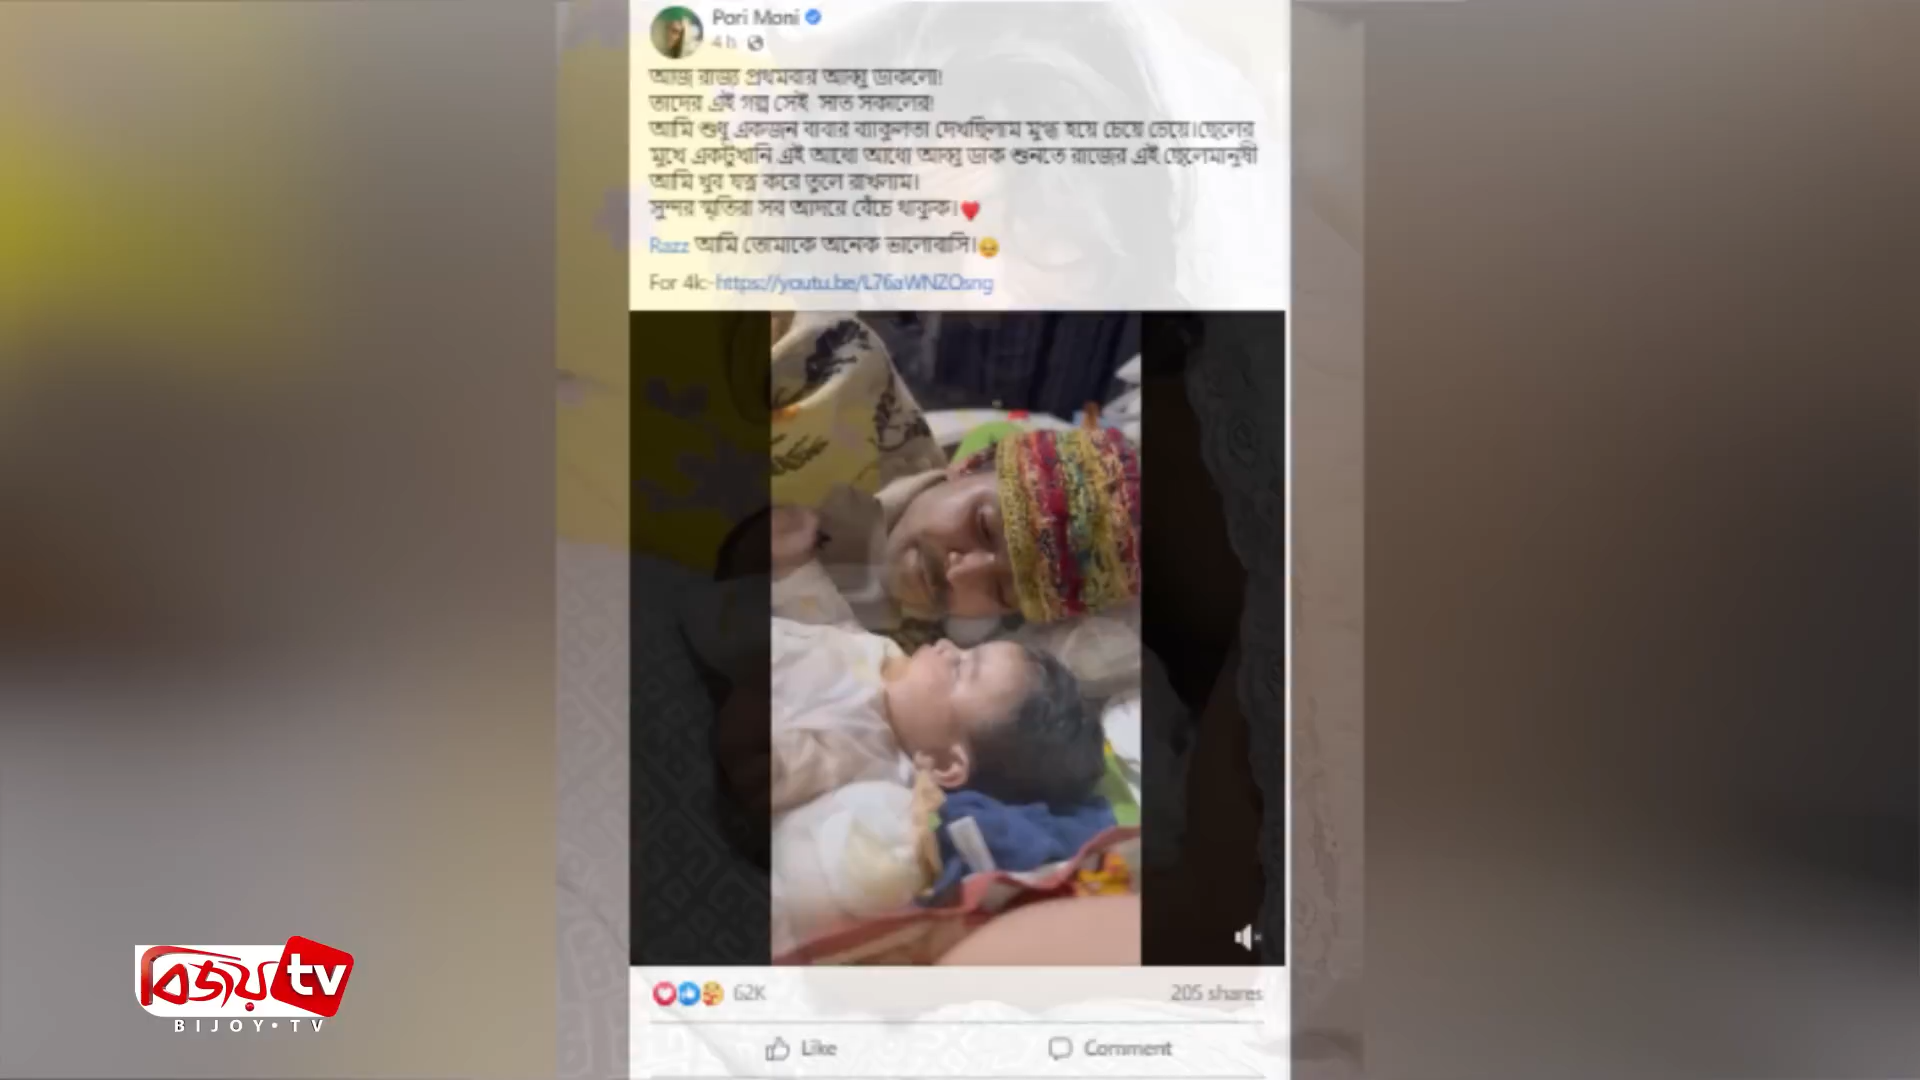 Pori Moni
4 h
আজ রাজ্য প্রথমবার আব্বু ডাকলো!
তাদের এই গল্প সেই সাত সকালের!
আমি শুধু একজন বাবার ব্যাকুলতা দেখছিলাম মুগ্ধ হয়ে চেয়ে চেয়ে।ছেলের
মুখে একটুখানি এই আধো আধো আব্বু ডাক শুনতে রাজের এই ছেলেমানুষী
আমি খুব যত্ন করে তুলে রাখলাম।
সুন্দর স্মৃতিরা সব আদরে বেঁচে থাকুক।❤️
Razz আমি তোমাকে অনেক ভালোবাসি।🥹
For 4k-https://youtu.be/L76aWNZOsng
62K
205 shares
Like
Comment
বিজয় tv
BIJOY•TV